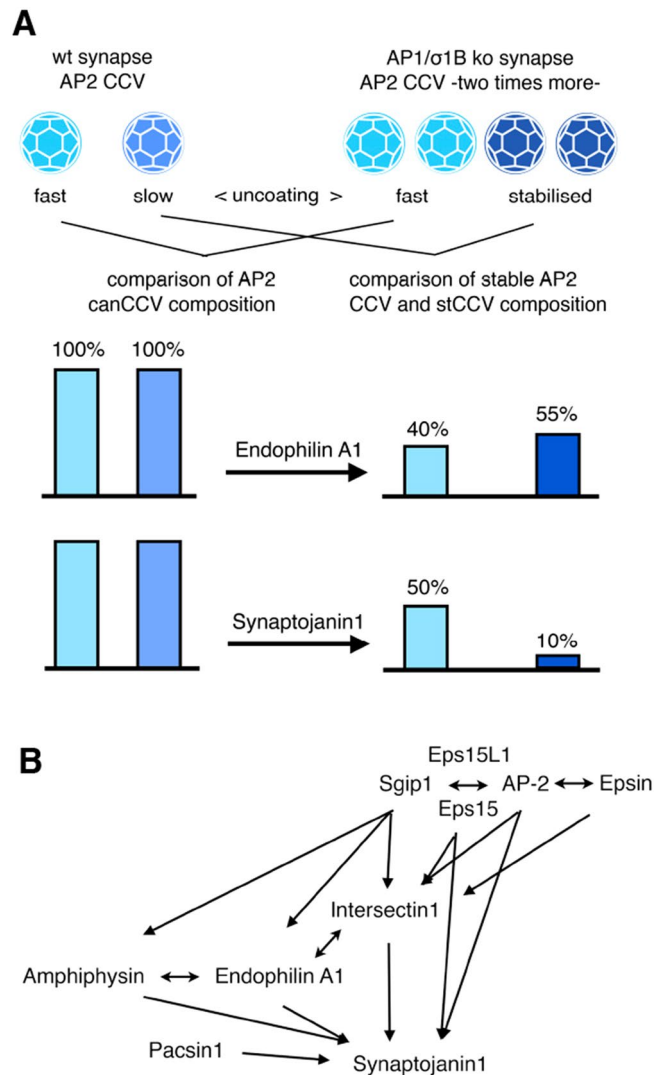 A
wt synapse
AP2 CCV
AP1/σ1B ko synapse
AP2 CCV -two times more-
fast
slow
< uncoating >
fast
stabilised
comparison of AP2
canCCV composition
comparison of stable AP2
CCV and stCCV composition
100%
100%
Endophilin A1
40%
55%
Synaptojanin1
50%
10%
B
Eps15L1
Sgip1
AP-2
Epsin
Eps15
Intersectin1
Amphiphysin
Endophilin A1
Pacsin1
Synaptojanin1